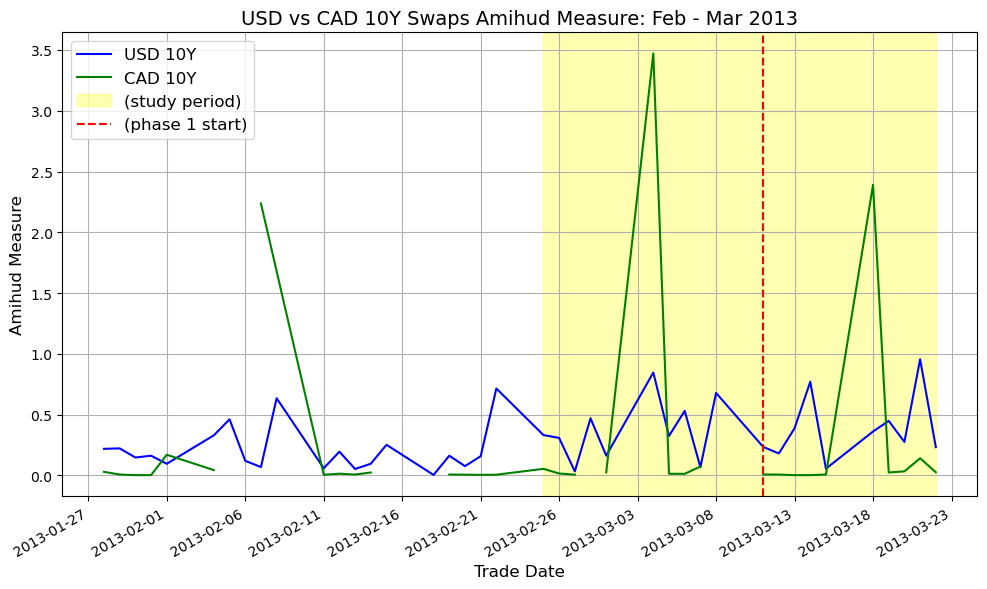 USD vs CAD 10Y Swaps Amihud Measure: Feb - Mar 2013
USD 10Y
CAD 10Y
(study period)
(phase 1 start)
Amihud Measure
3.5
3.0
2.5
2.0
1.5
1.0
0.5
0.0
2013-01-27
2013-02-01
2013-02-06
2013-02-11
2013-02-16
2013-02-21
2013-02-26
2013-03-03
2013-03-08
2013-03-13
2013-03-18
2013-03-23
Trade Date